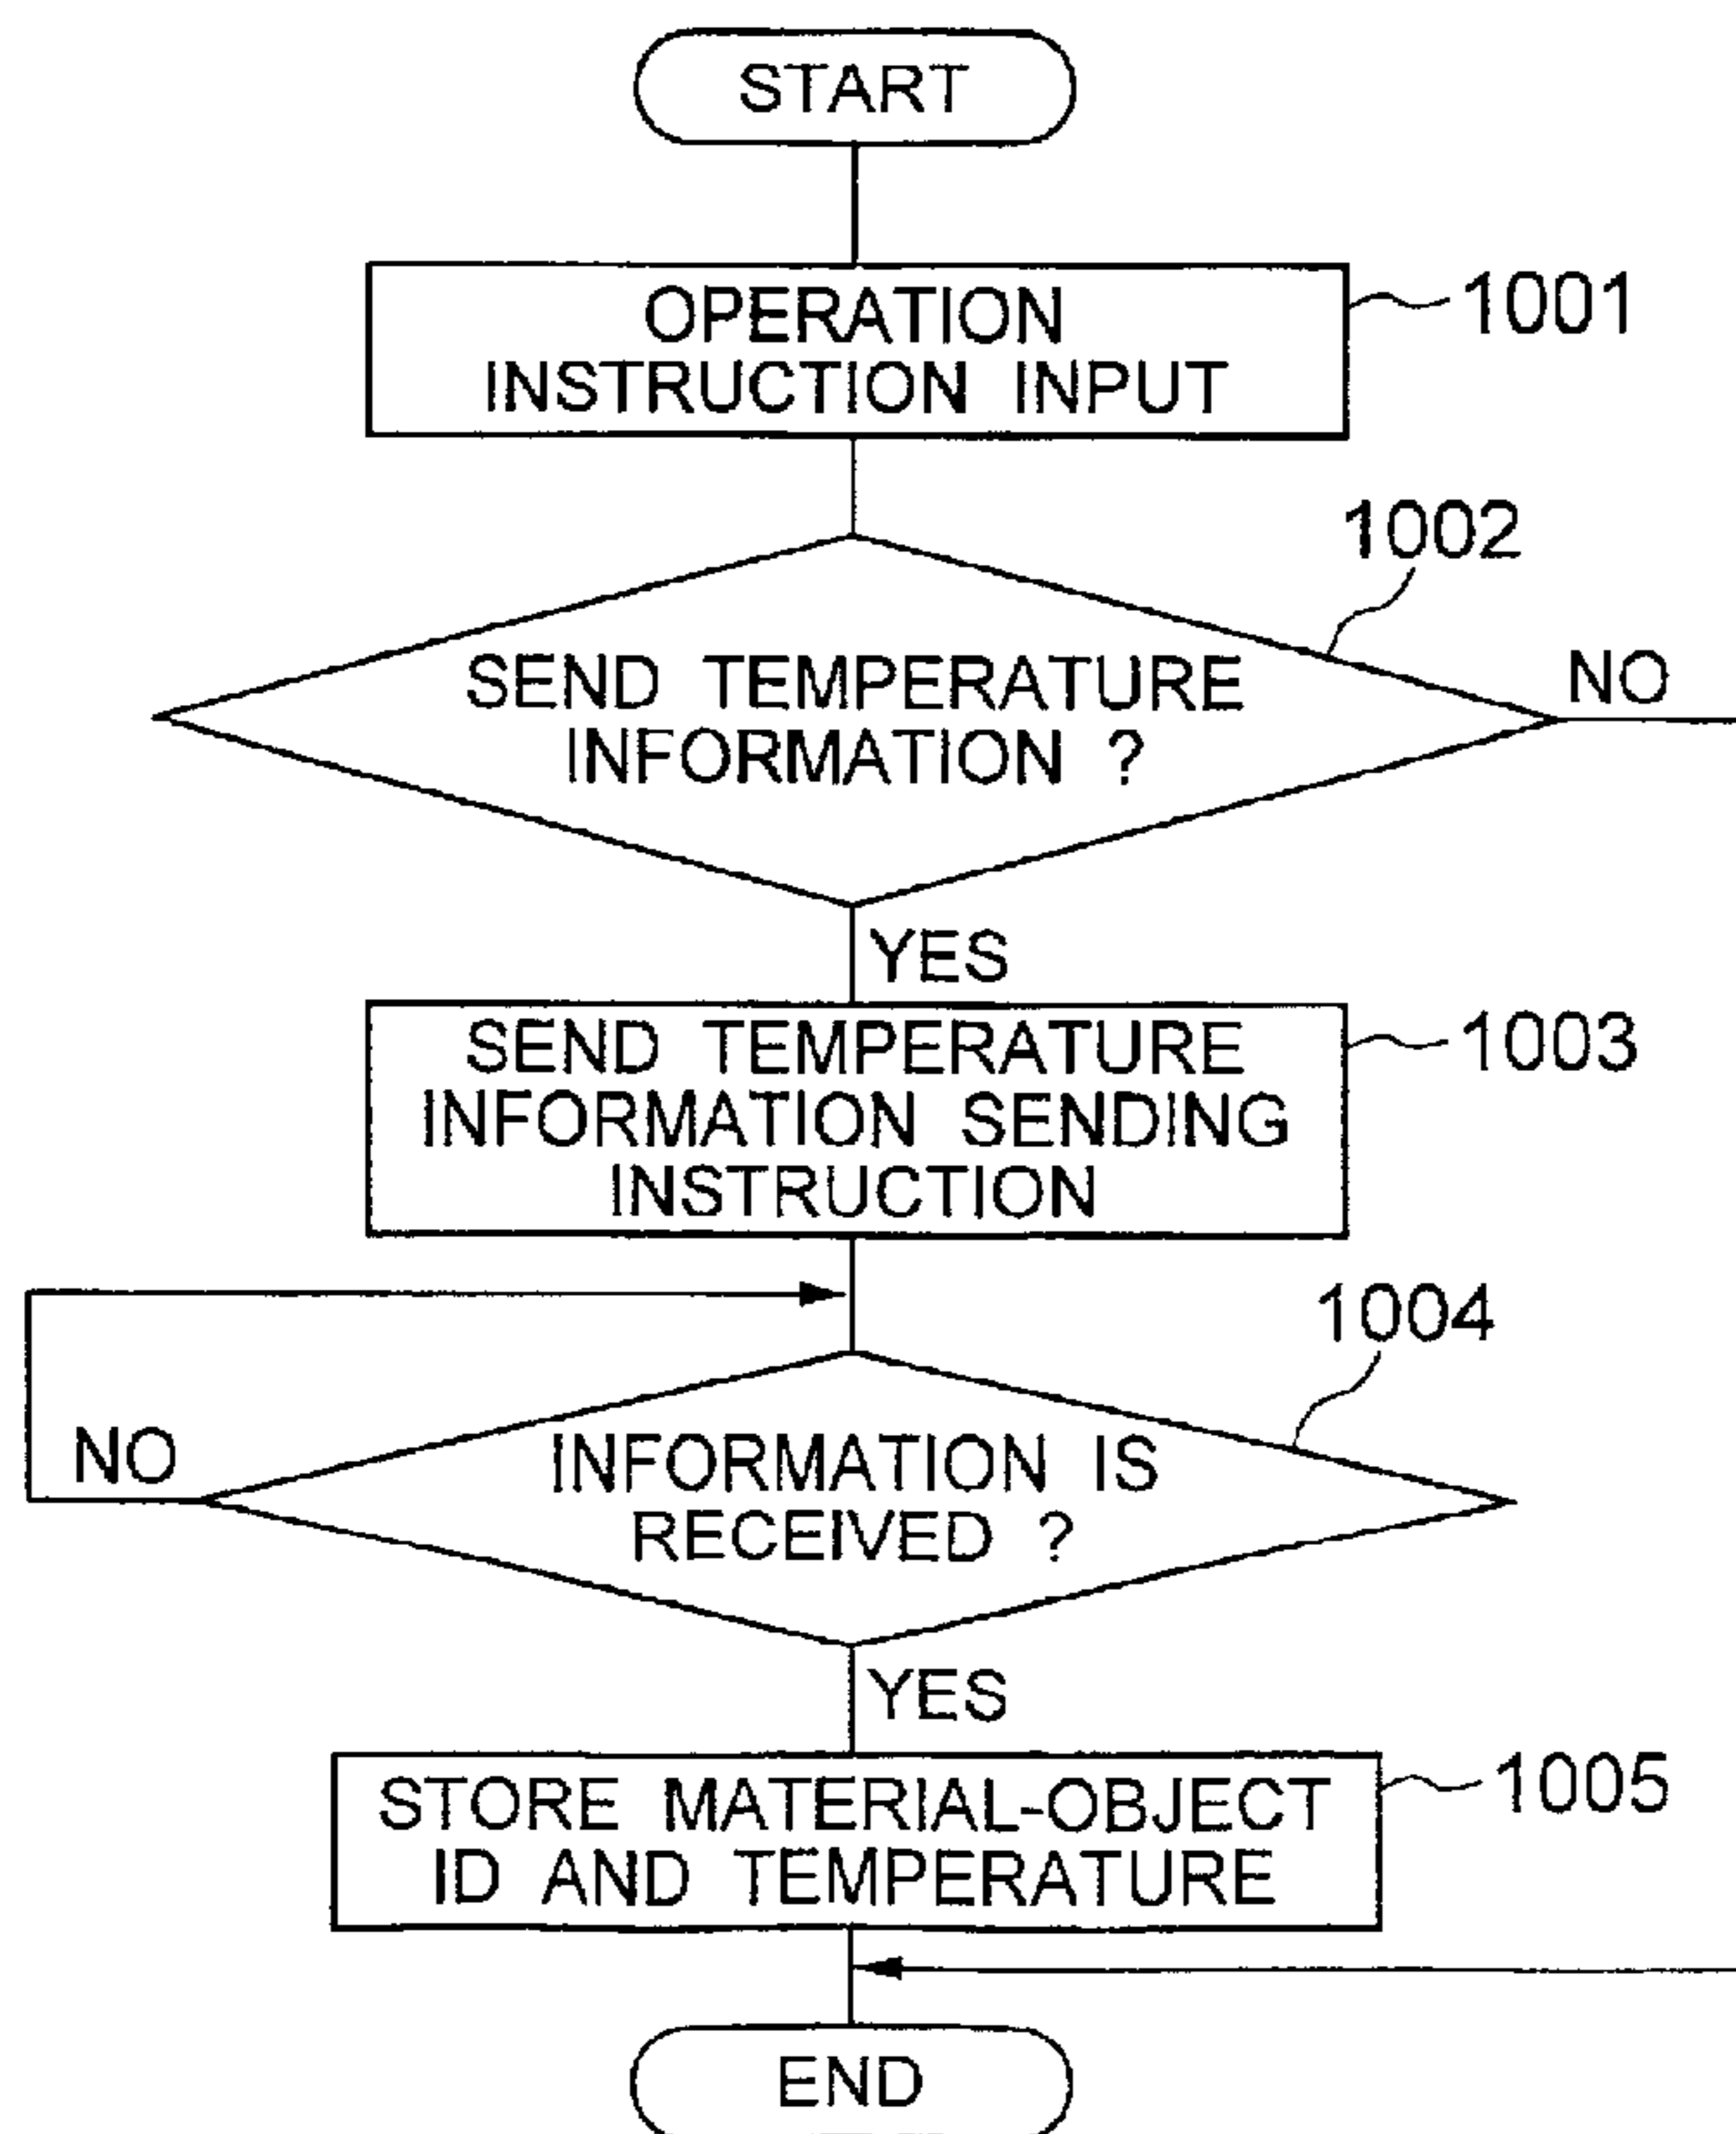 START
OPERATION
INSTRUCTION INPUT
1001
1002
SEND TEMPERATURE
INFORMATION ?
NO
YES
SEND TEMPERATURE
INFORMATION SENDING
INSTRUCTION
1003
1004
NO
INFORMATION IS
RECEIVED ?
YES
STORE MATERIAL-OBJECT
ID AND TEMPERATURE
1005
END